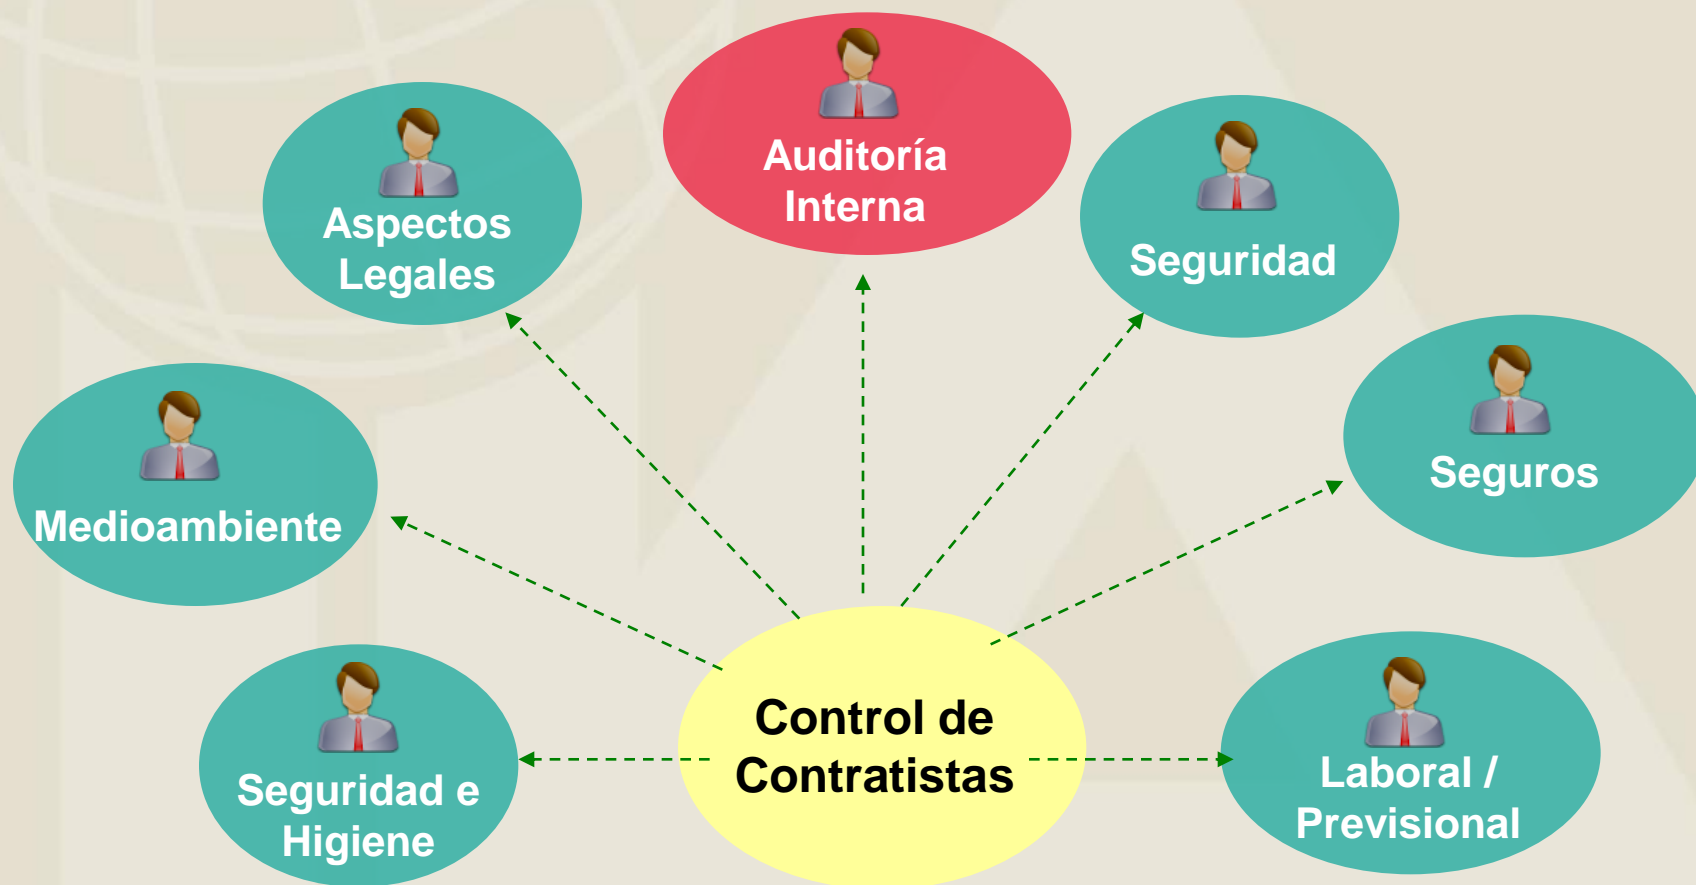 Auditoría
Interna
Aspectos
Legales
Seguridad
Seguros
Medioambiente
Control de
Contratistas
Seguridad e
Higiene
Laboral /
Previsional